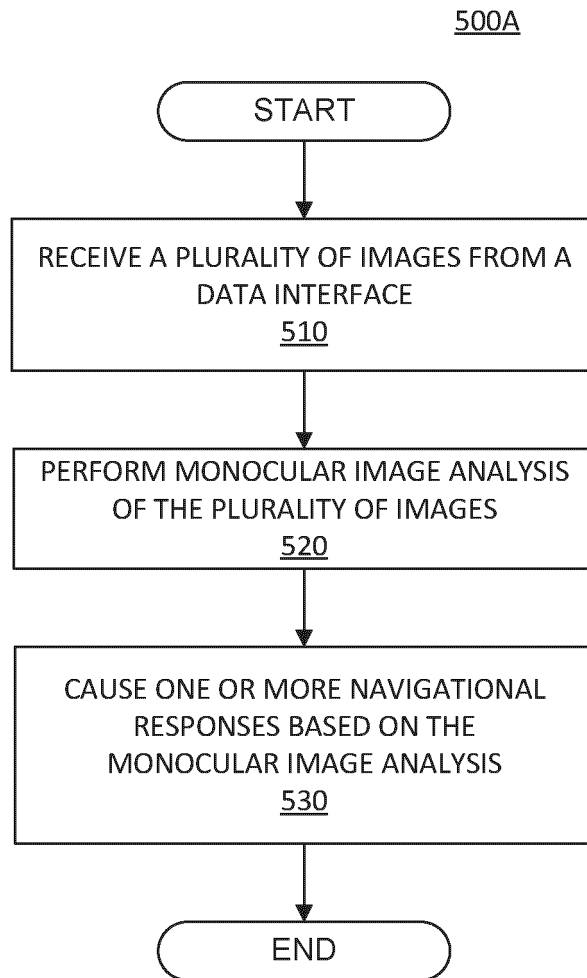 500A
START
RECEIVE A PLURALITY OF IMAGES FROM A
DATA INTERFACE
510
PERFORM MONOCULAR IMAGE ANALYSIS
OF THE PLURALITY OF IMAGES
520
CAUSE ONE OR MORE NAVIGATIONAL
RESPONSES BASED ON THE
MONOCULAR IMAGE ANALYSIS
530
END